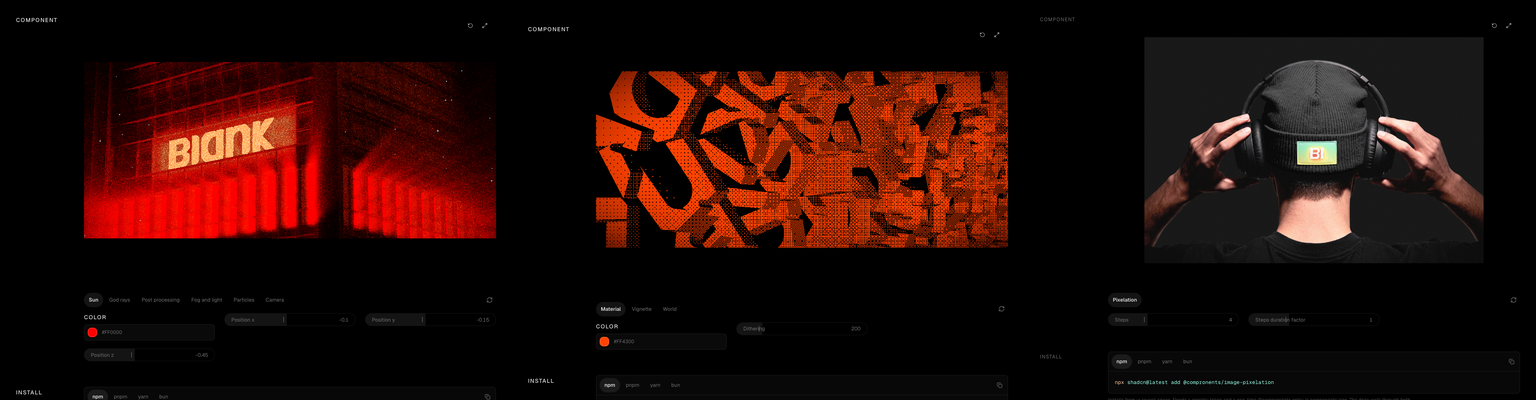 COMPONENT
BlanK
Sun God rays Post processing Fog and light Particles Camera
COLOR
#FF0000
Position x -0.1
Position y -0.15
Position z -0.45
INSTALL
npm pnpm yarn bun
COMPONENT
Material Vignette World
COLOR
#FF4300
Dithering 200
INSTALL
npm pnpm yarn bun
COMPONENT
B
Pixelation
Steps 4
Steps duration factor 1
INSTALL
npm pnpm yarn bun
npx shadcn@latest add @components/image-pixelation